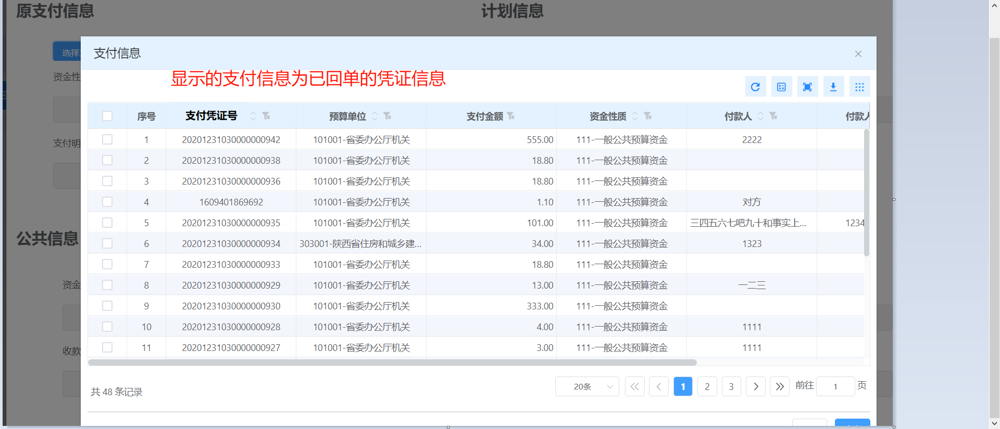 原支付信息
计划信息
选择
支付信息
显示的支付信息为已回单的凭证信息
资金性
支付明
公共信息
资金
收款
序号 支付凭证号 预算单位 支付金额 资金性质 付款人 付款人
1 20201231030000000942 101001-省委办公厅机关 555.00 111-一般公共预算资金 2222
2 20201231030000000938 101001-省委办公厅机关 18.80 111-一般公共预算资金
3 20201231030000000936 101001-省委办公厅机关 18.80 111-一般公共预算资金
4 1609401869692 101001-省委办公厅机关 1.10 111-一般公共预算资金 对方
5 20201231030000000935 101001-省委办公厅机关 101.00 111-一般公共预算资金 三四五六七吧九十和事实上... 1234
6 20201231030000000934 303001-陕西省住房和城乡建... 34.00 111-一般公共预算资金 1323
7 20201231030000000933 101001-省委办公厅机关 18.80 111-一般公共预算资金
8 20201231030000000929 101001-省委办公厅机关 13.00 111-一般公共预算资金 一二三
9 20201231030000000930 101001-省委办公厅机关 333.00 111-一般公共预算资金
10 20201231030000000928 101001-省委办公厅机关 4.00 111-一般公共预算资金 1111
11 20201231030000000927 101001-省委办公厅机关 3.00 111-一般公共预算资金 1111
共 48 条记录
20条 1 2 3 前往 1 页